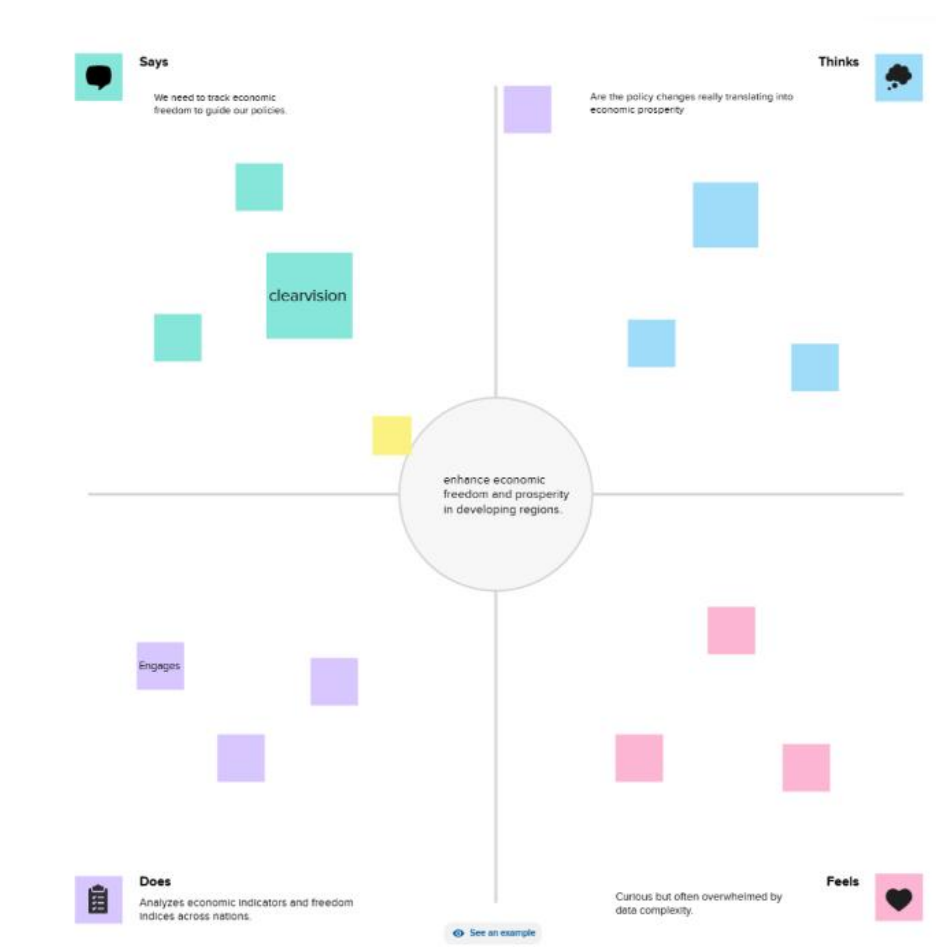 Says
We need to track economic
freedom to guide our policies.
Thinks
Are the policy changes really translating into
economic prosperity
clearvision
enhance economic
freedom and prosperity
in developing regions.
Engages
Does
Analyzes economic indicators and freedom
indices across nations.
Feels
Curious but often overwhelmed by
data complexity.
See an example